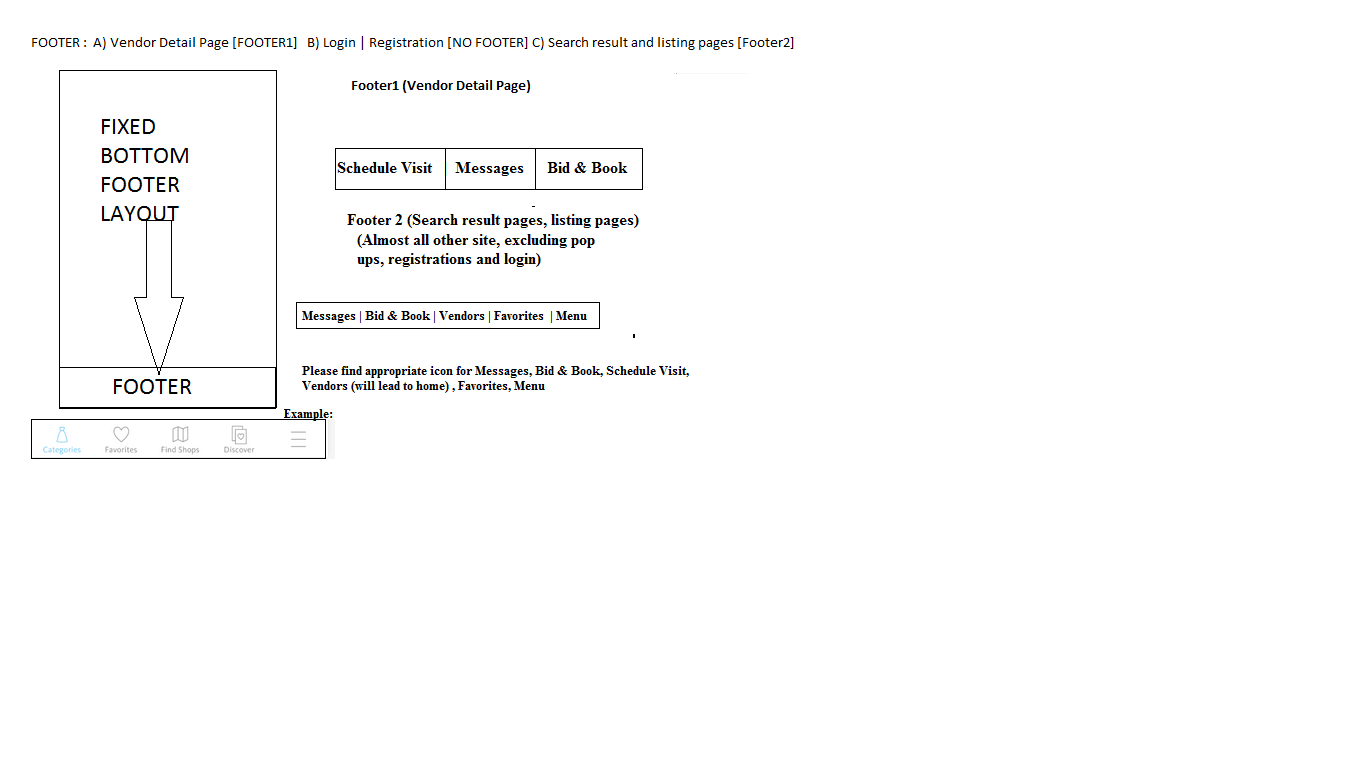 FOOTER : A) Vendor Detail Page [FOOTER1] B) Login | Registration [NO FOOTER] C) Search result and listing pages [Footer2]
Footer1 (Vendor Detail Page)
FIXED
BOTTOM
FOOTER
LAYOUT
FOOTER
Schedule Visit Messages Bid & Book
Footer 2 (Search result pages, listing pages)
(Almost all other site, excluding pop
ups, registrations and login)
Messages | Bid & Book | Vendors | Favorites | Menu
Please find appropriate icon for Messages, Bid & Book, Schedule Visit,
Vendors (will lead to home) , Favorites, Menu
Example:
Categories Favorites Find Shops Discover